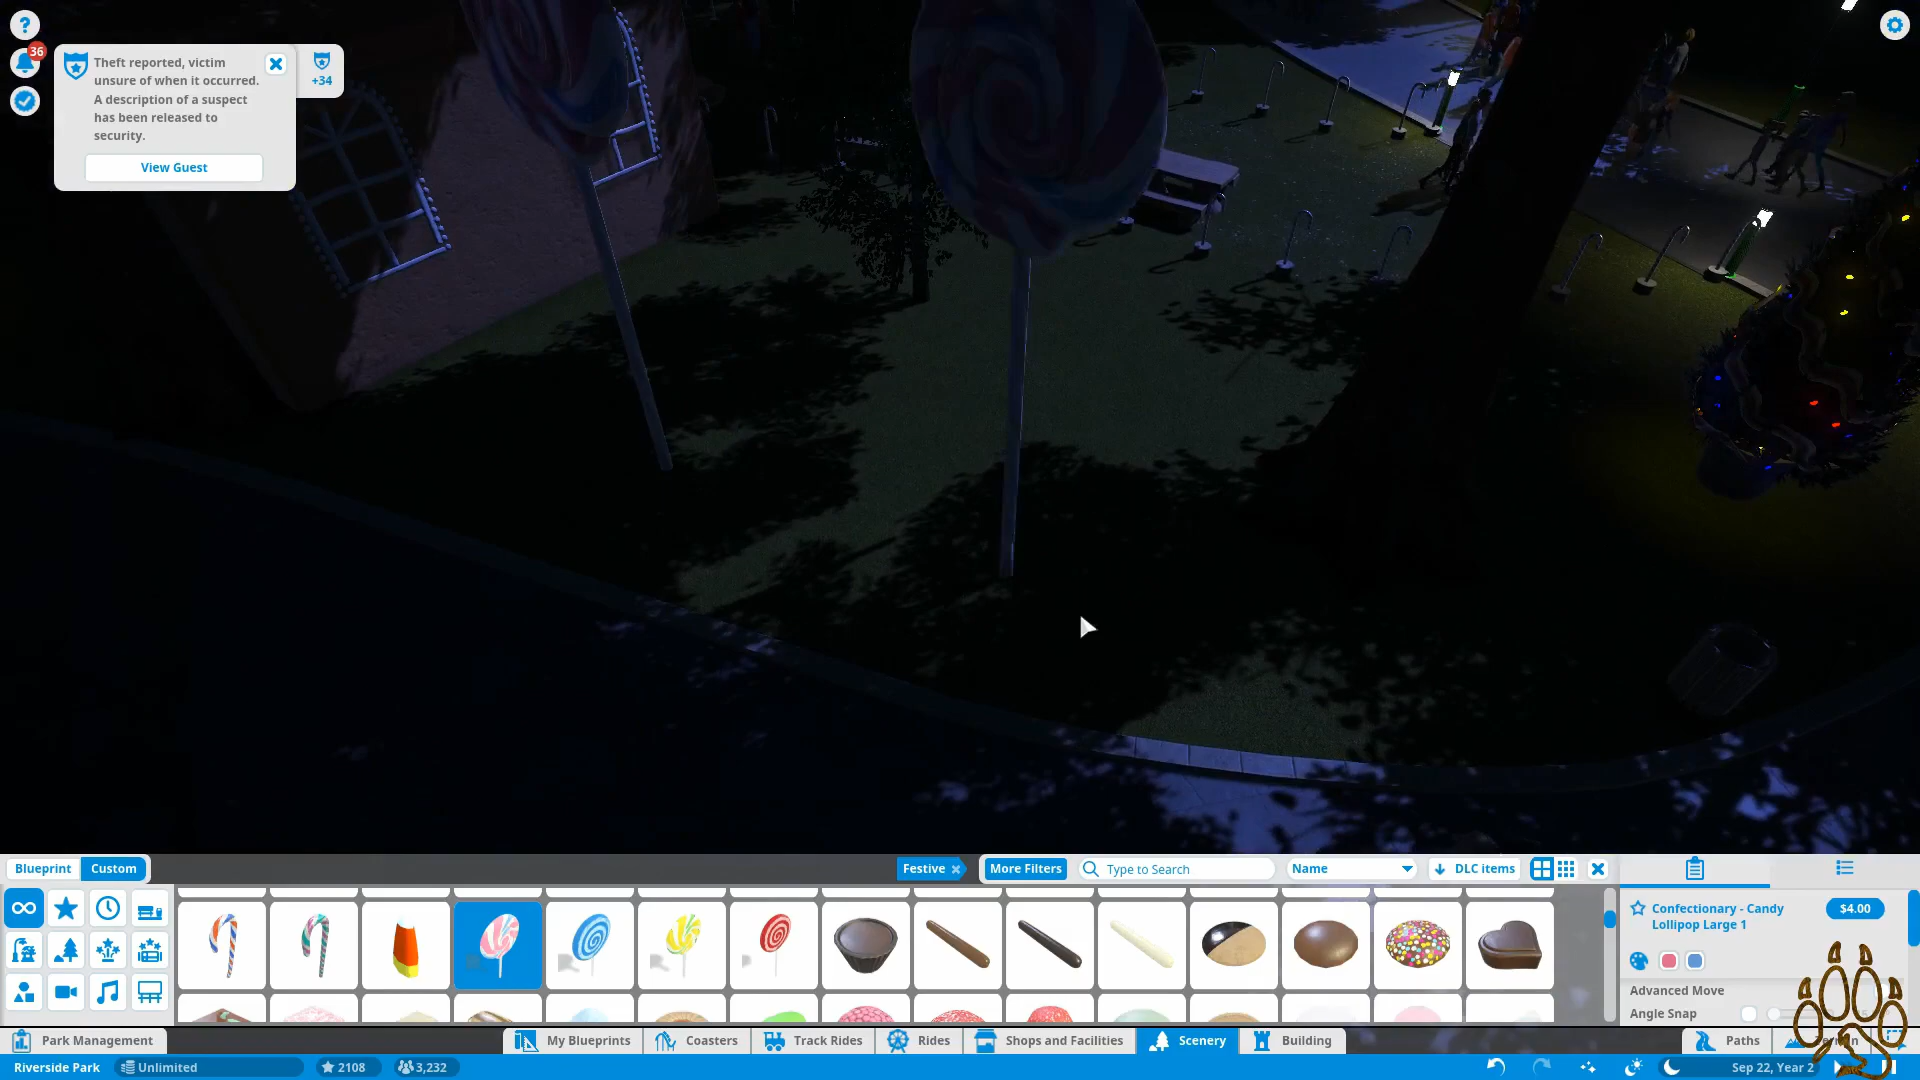 ?
36
Theft reported, victim
unsure of when it occurred.
A description of a suspect
has been released to
security.
View Guest
+34
Blueprint
Custom
Festive
More Filters
Type to Search
Name
DLC items
Confectionary - Candy
Lollipop Large 1
$4.00
Advanced Move
Angle Snap
Park Management
My Blueprints
Coasters
Track Rides
Rides
Shops and Facilities
Scenery
Building
Paths
Riverside Park
Unlimited
2108
3,232
Sep 22, Year 2